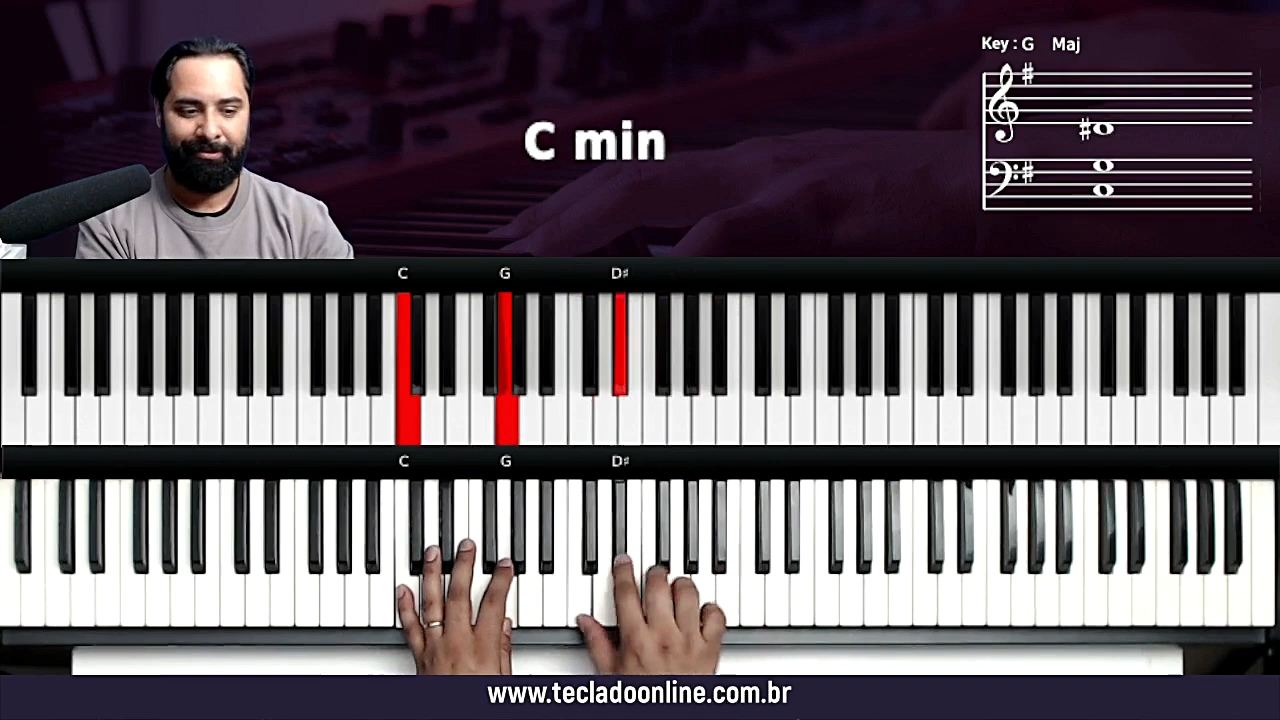 Key : G Maj
C min
C G D♯
C G D♯
www.tecladoonline.com.br